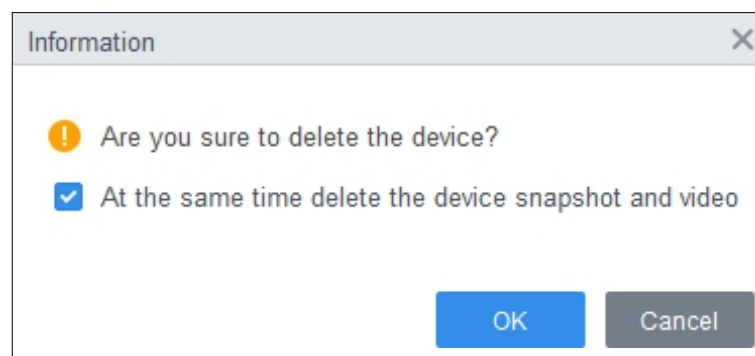 Information
Are you sure to delete the device?
At the same time delete the device snapshot and video
OK Cancel